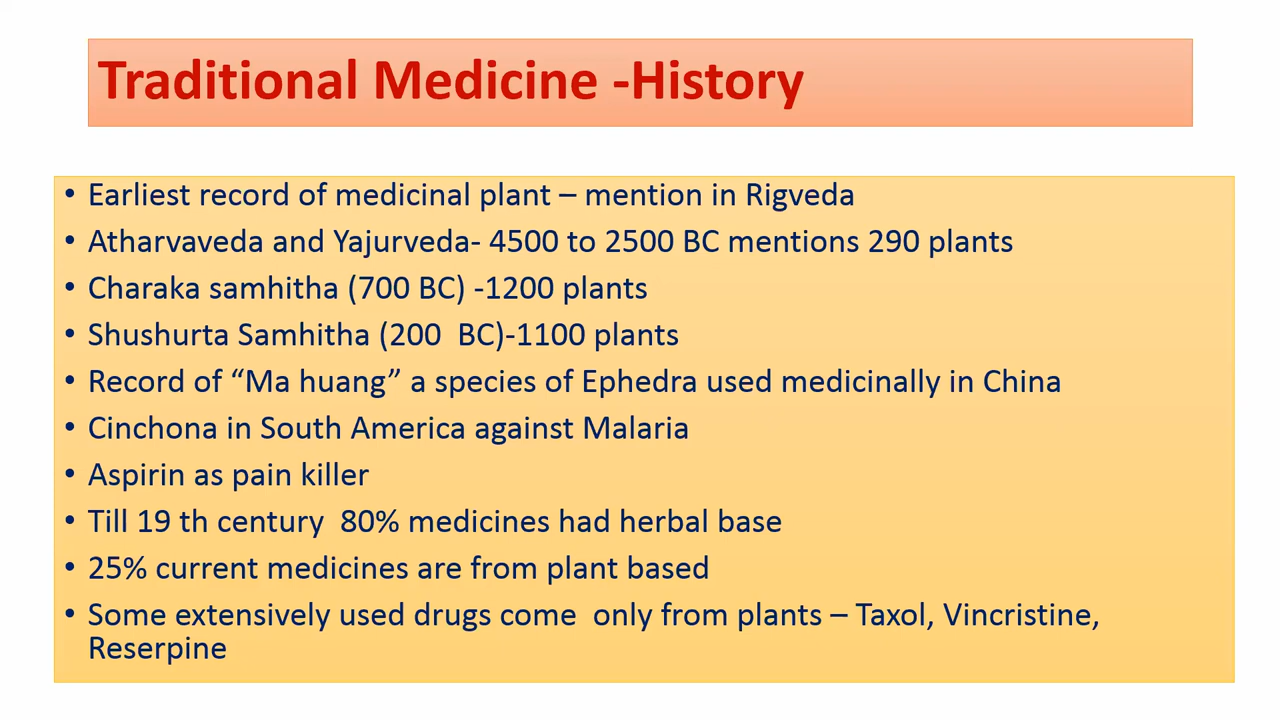 Traditional Medicine -History
• Earliest record of medicinal plant – mention in Rigveda
• Atharvaveda and Yajurveda- 4500 to 2500 BC mentions 290 plants
• Charaka samhitha (700 BC) -1200 plants
• Shushurta Samhitha (200  BC)-1100 plants
• Record of “Ma huang” a species of Ephedra used medicinally in China
• Cinchona in South America against Malaria
• Aspirin as pain killer
• Till 19 th century  80% medicines had herbal base
• 25% current medicines are from plant based
• Some extensively used drugs come  only from plants – Taxol, Vincristine,
Reserpine